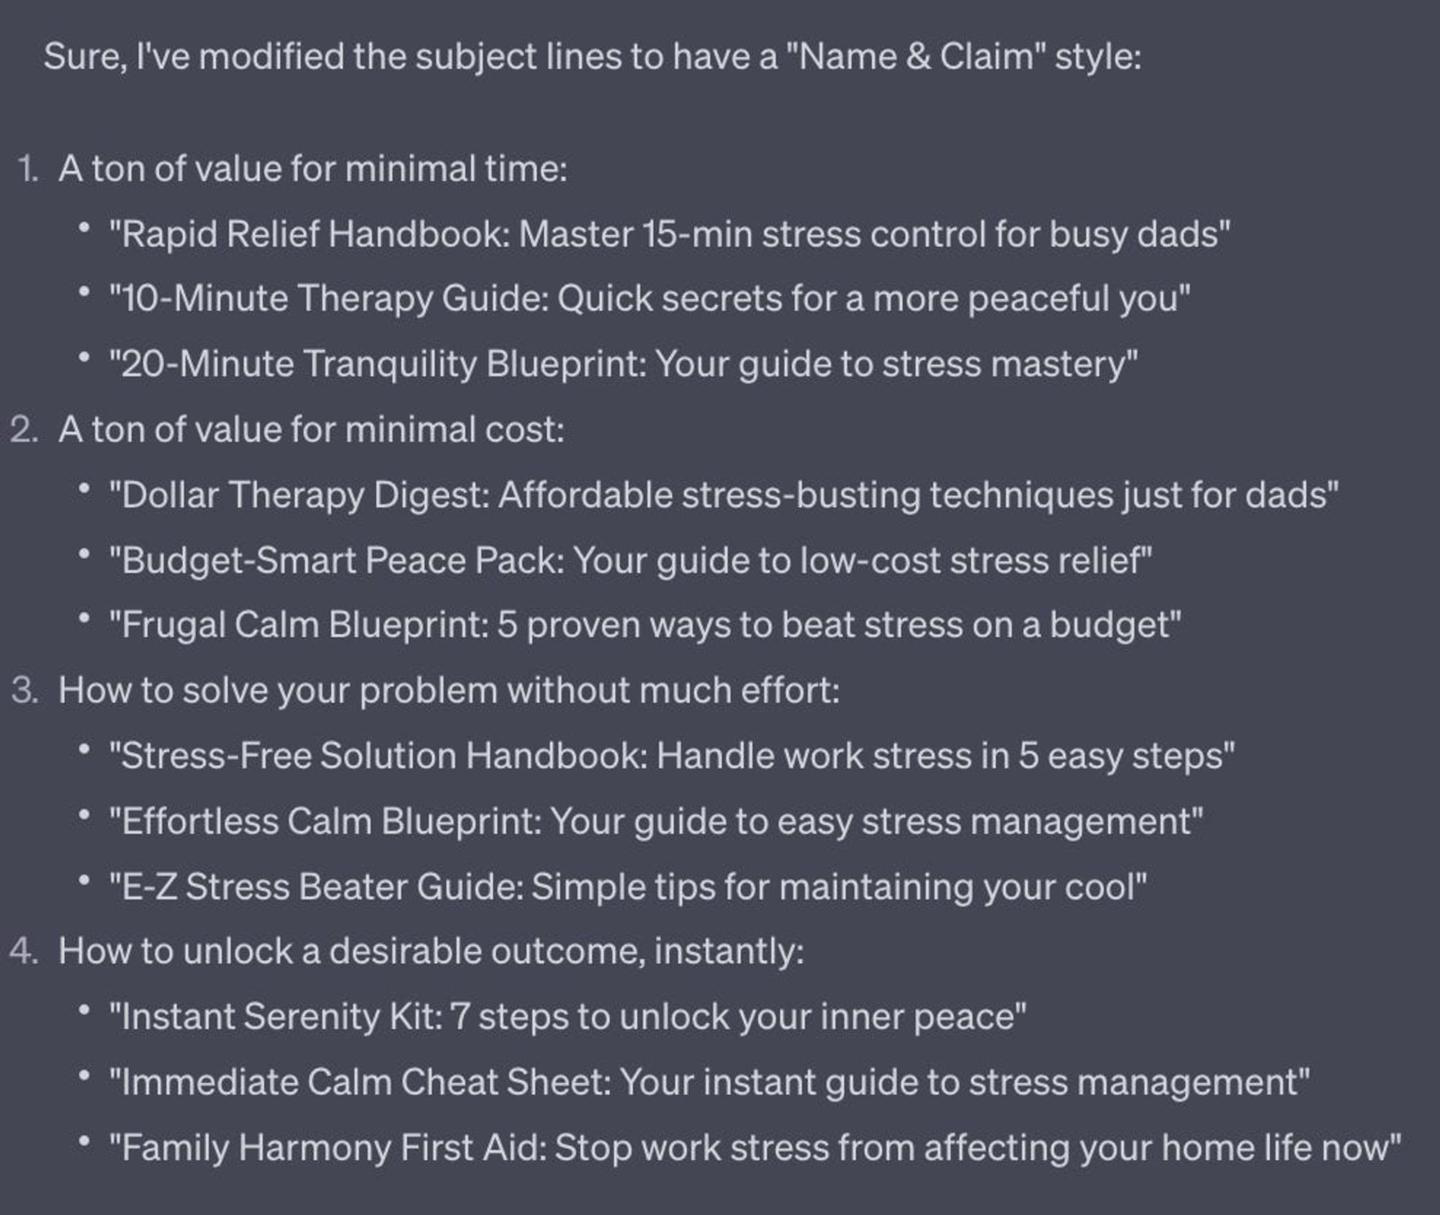 Sure, I've modified the subject lines to have a "Name & Claim" style:
1. A ton of value for minimal time:
• "Rapid Relief Handbook: Master 15-min stress control for busy dads"
• "10-Minute Therapy Guide: Quick secrets for a more peaceful you"
• "20-Minute Tranquility Blueprint: Your guide to stress mastery"
2. A ton of value for minimal cost:
• "Dollar Therapy Digest: Affordable stress-busting techniques just for dads"
• "Budget-Smart Peace Pack: Your guide to low-cost stress relief"
• "Frugal Calm Blueprint: 5 proven ways to beat stress on a budget"
3. How to solve your problem without much effort:
• "Stress-Free Solution Handbook: Handle work stress in 5 easy steps"
• "Effortless Calm Blueprint: Your guide to easy stress management"
• "E-Z Stress Beater Guide: Simple tips for maintaining your cool"
4. How to unlock a desirable outcome, instantly:
• "Instant Serenity Kit: 7 steps to unlock your inner peace"
• "Immediate Calm Cheat Sheet: Your instant guide to stress management"
• "Family Harmony First Aid: Stop work stress from affecting your home life now"